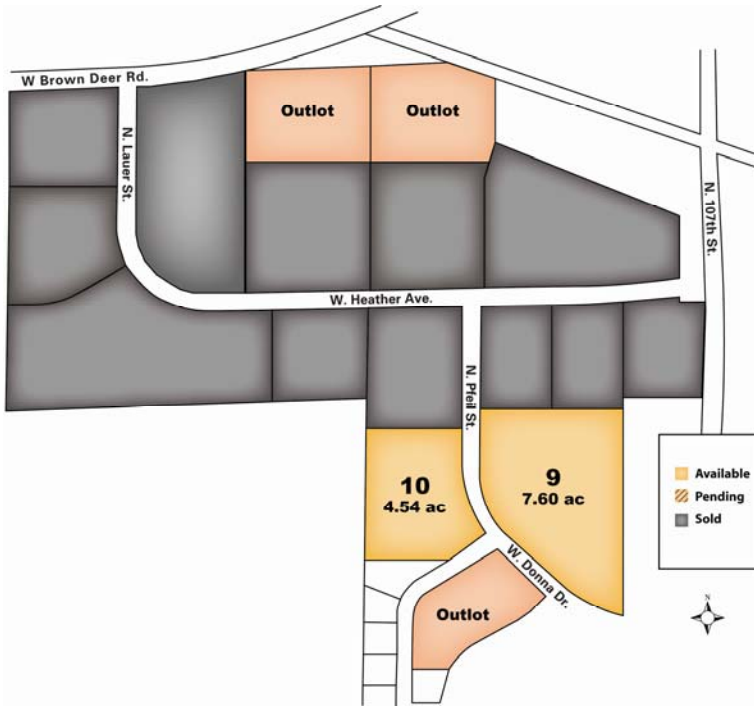 W Brown Deer Rd.
Outlot
Outlot
N. Lauer St.
N. 107th St.
W. Heather Ave.
N. Pfeil St.
10
4.54 ac
9
7.60 ac
Available
Pending
Sold
W. Donna Dr.
Outlot
N